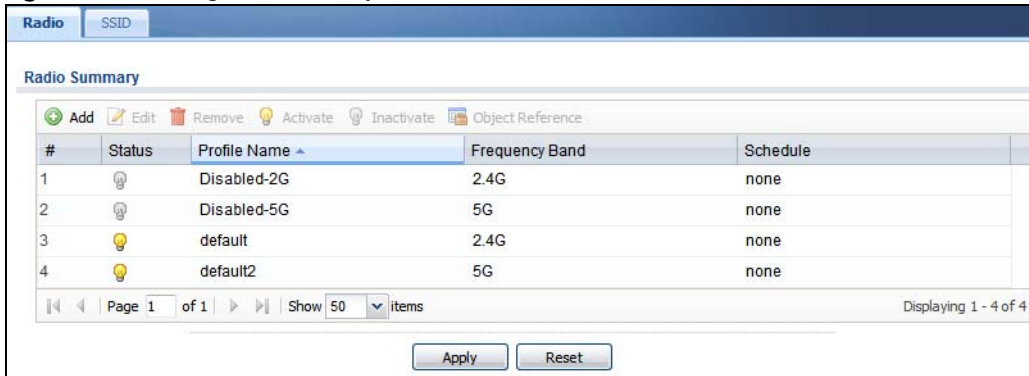 Radio SSID
Radio Summary
Add Edit Remove Activate Inactivate Object Reference
# Status Profile Name Frequency Band Schedule
1 Disabled-2G 2.4G none
2 Disabled-5G 5G none
3 default 2.4G none
4 default2 5G none
Page 1 of 1 Show 50 items Displaying 1 - 4 of 4
Apply Reset